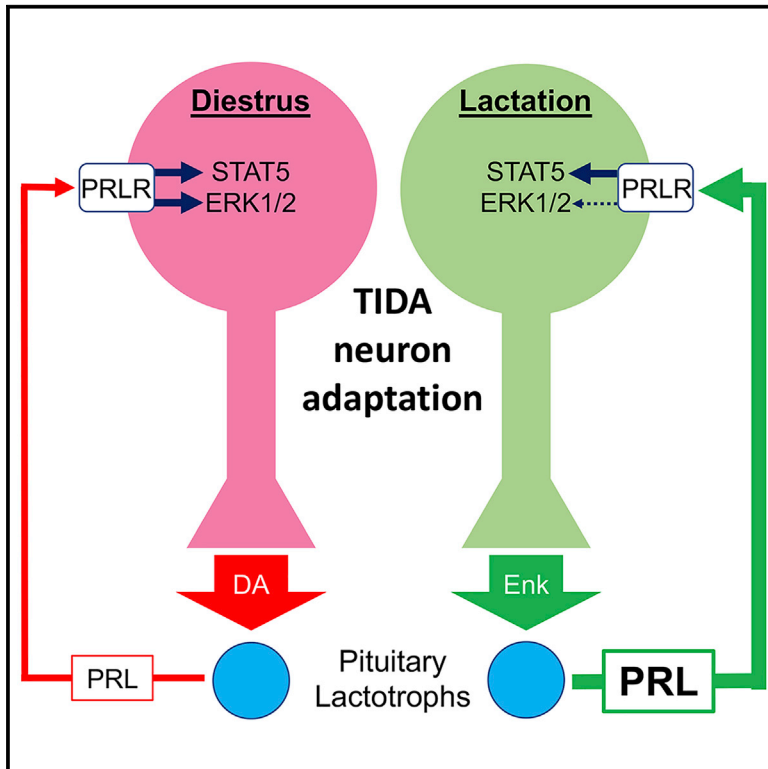 Diestrus
Lactation
PRLR
STAT5
ERK1/2
STAT5
ERK1/2
PRLR
TIDA
neuron
adaptation
DA
Enk
PRL
Pituitary
Lactotrophs
PRL